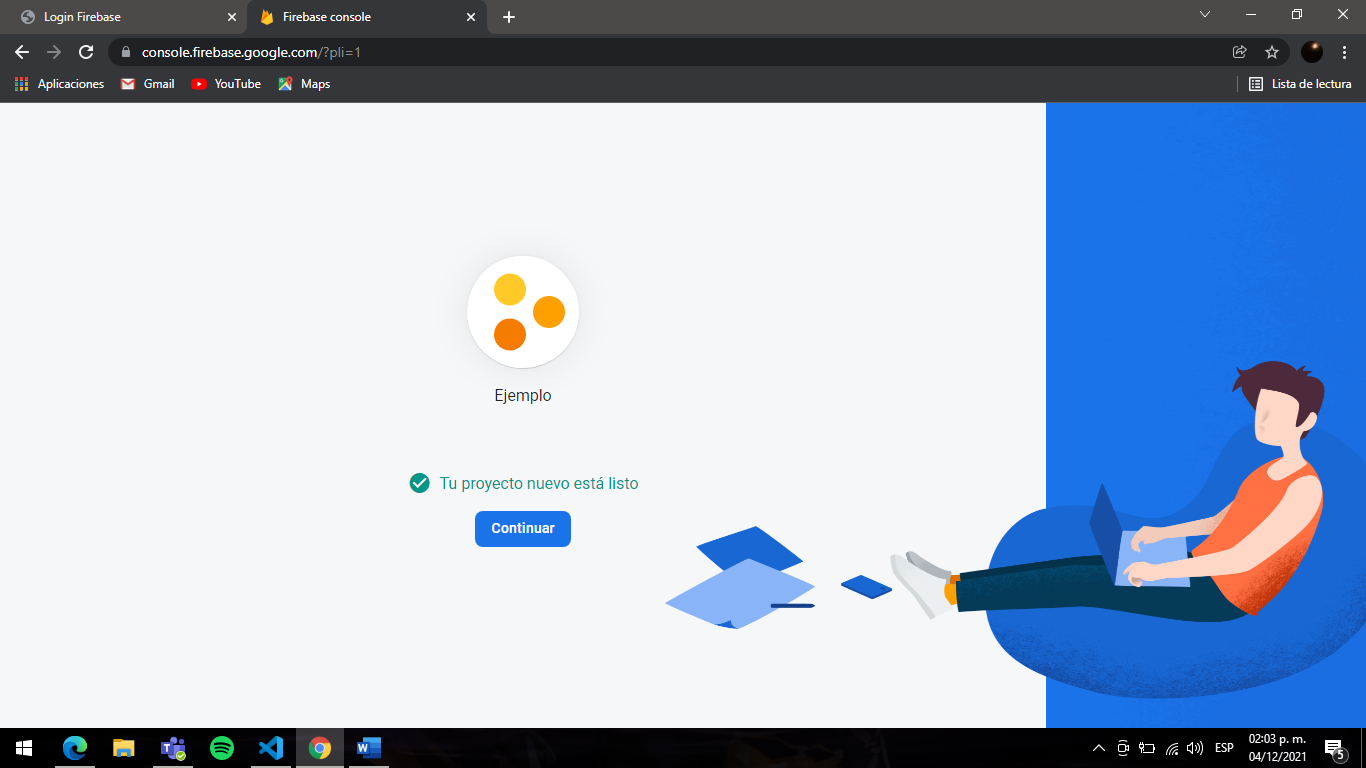 Login Firebase
Firebase console
console.firebase.google.com/?pli=1
Aplicaciones
Gmail
YouTube
Maps
Lista de lectura
Ejemplo
Tu proyecto nuevo está listo
Continuar
ESP
02:03 p. m.
04/12/2021
5